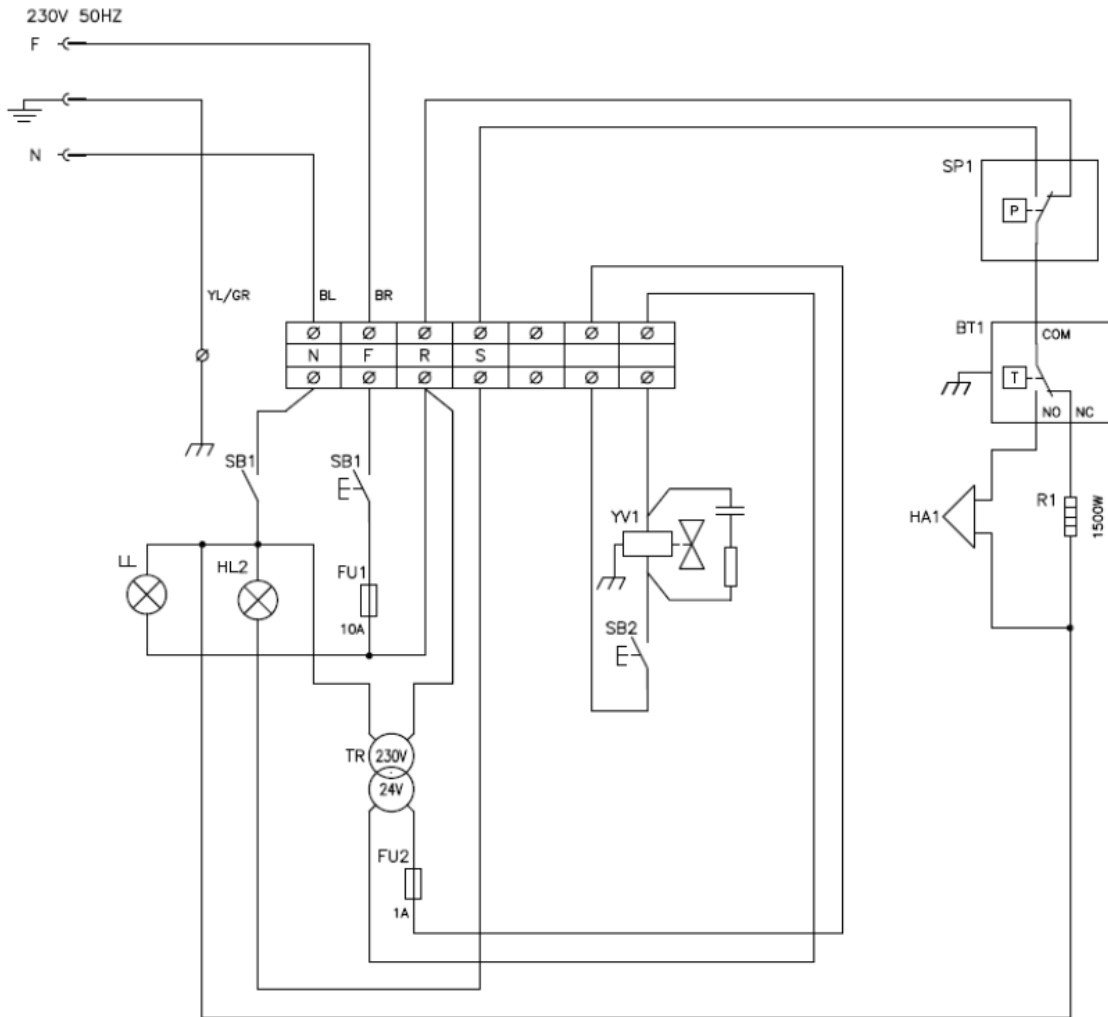 230V 50HZ
F
N
SP1
P
YL/GR
BL
BR
BT1
COM
N F R S
T
NO NC
SB1
SB1
YV1
HA1
R1
1500W
LL
HL2
FU1
10A
SB2
TR
230V
24V
FU2
1A